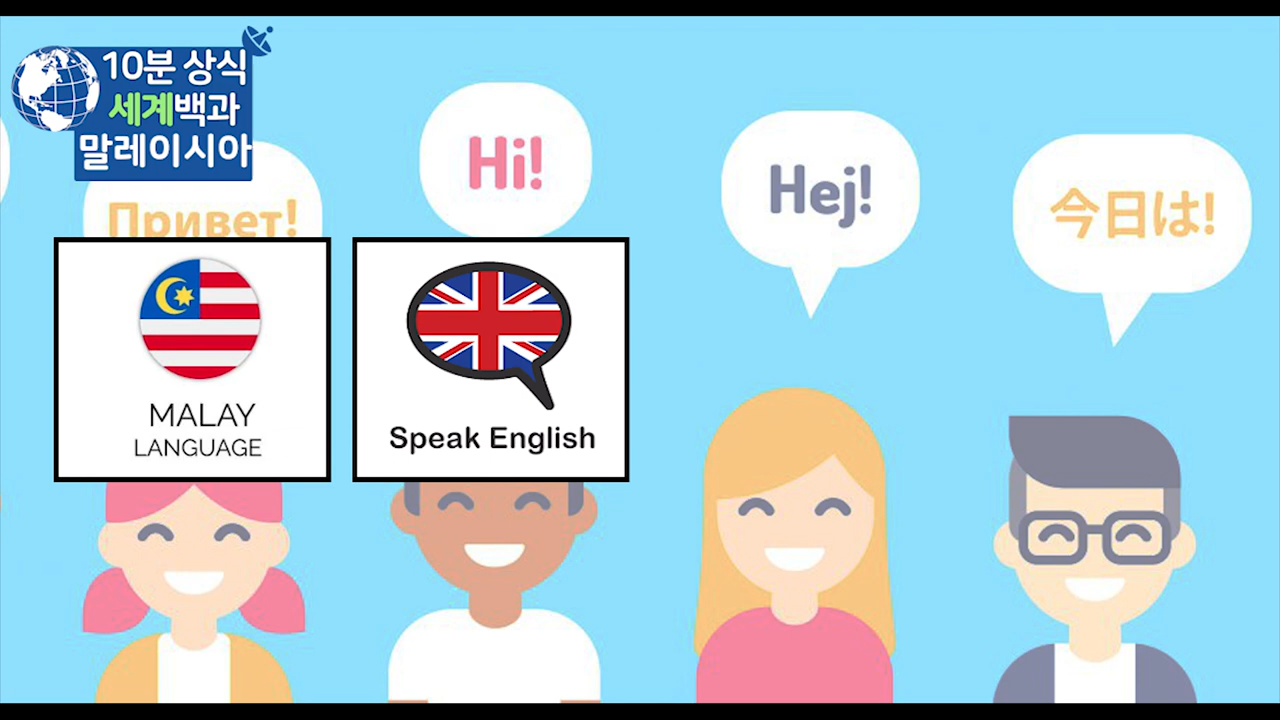 10분 상식
세계백과
말레이시아
Привет!
Hi!
Hej!
今日は!
MALAY
LANGUAGE
Speak English